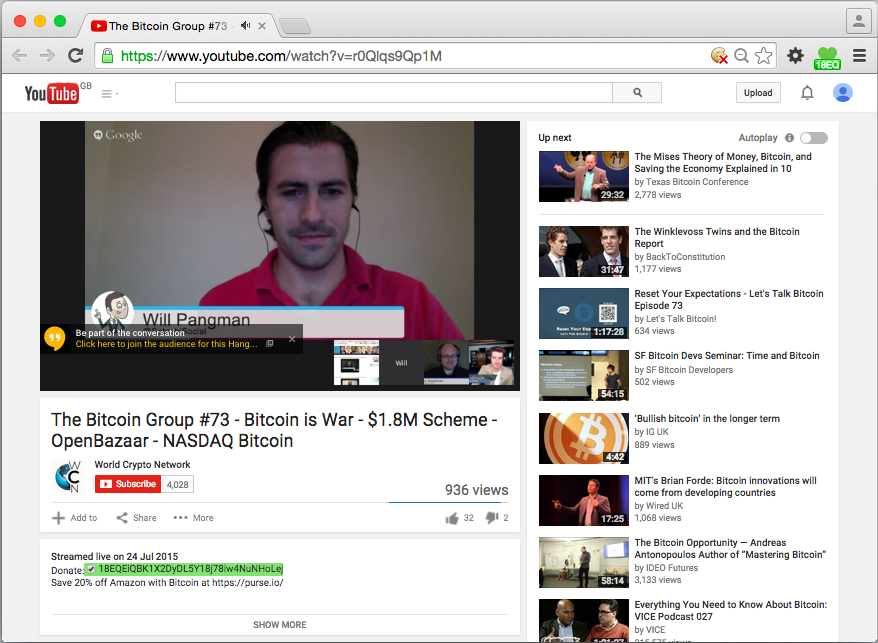 The Bitcoin Group #73
https://www.youtube.com/watch?v=r0Qlqs9Qp1M
18EQ
YouTube GB
Upload
Google
Will Pangman
Social
Be part of the conversation
Click here to join the audience for this Hang...
Will
The Bitcoin Group #73 - Bitcoin is War - $1.8M Scheme -
OpenBazaar - NASDAQ Bitcoin
WCN
World Crypto Network
Subscribe 4,028
936 views
Add to Share More 32 2
Streamed live on 24 Jul 2015
Donate: 18EQEiQBK1X2DyDL5Y18j78iw4NuNHoLej
Save 20% off Amazon with Bitcoin at https://purse.io/
SHOW MORE
Up next Autoplay
29:32
The Mises Theory of Money, Bitcoin, and
Saving the Economy Explained in 10
by Texas Bitcoin Conference
2,778 views
31:47
The Winklevoss Twins and the Bitcoin
Report
by BackToConstitution
1,177 views
Reset Your Expectations - Let's Talk Bitcoin
Episode 73
by Let's Talk Bitcoin!
634 views
Reset Your
1:17:28
SF Bitcoin Devs Seminar: Time and Bitcoin
by SF Bitcoin Developers
502 views
54:15
'Bullish bitcoin' in the longer term
by IG UK
889 views
4:42
MIT's Brian Forde: Bitcoin innovations will
come from developing countries
by Wired UK
1,068 views
17:25
The Bitcoin Opportunity — Andreas
Antonopoulos Author of "Mastering Bitcoin"
by IDEO Futures
3,133 views
58:14
Everything You Need to Know About Bitcoin:
VICE Podcast 027
by VICE